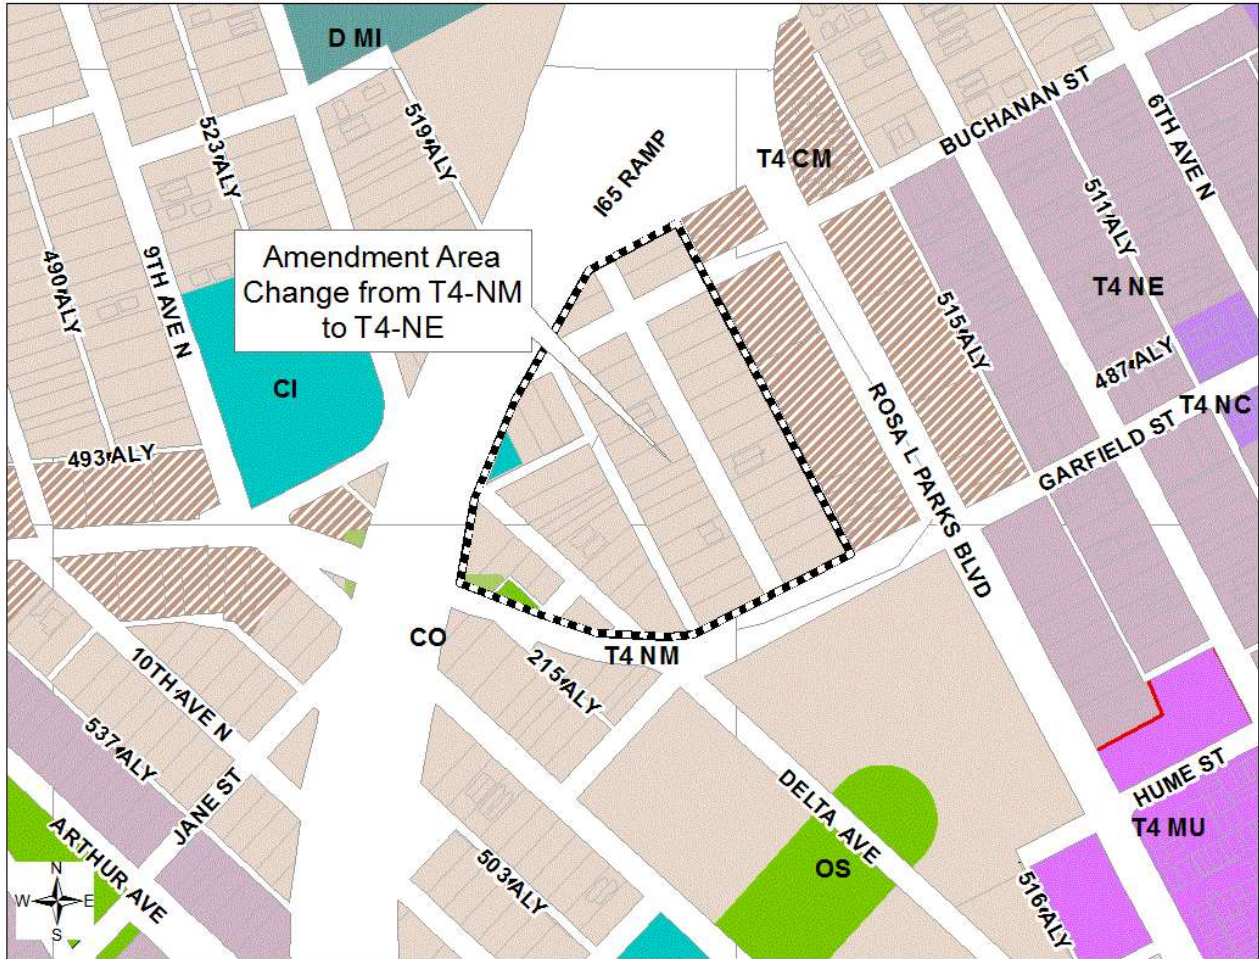 D MI
519 ALY
523 ALY
I65 RAMP
T4 CM
BUCHANAN ST
6TH AVE N
511 ALY
490 ALY
9TH AVE N
Amendment Area
Change from T4-NM
to T4-NE
T4 NE
515 ALY
487 ALY
CI
ROSA L PARKS BLVD
T4 NC
GARFIELD ST
493 ALY
CO
T4 NM
215 ALY
10TH AVE N
537 ALY
JANE ST
ARTHUR AVE
DELTA AVE
HUME ST
T4 MU
503 ALY
OS
516 ALY
N
W
E
S